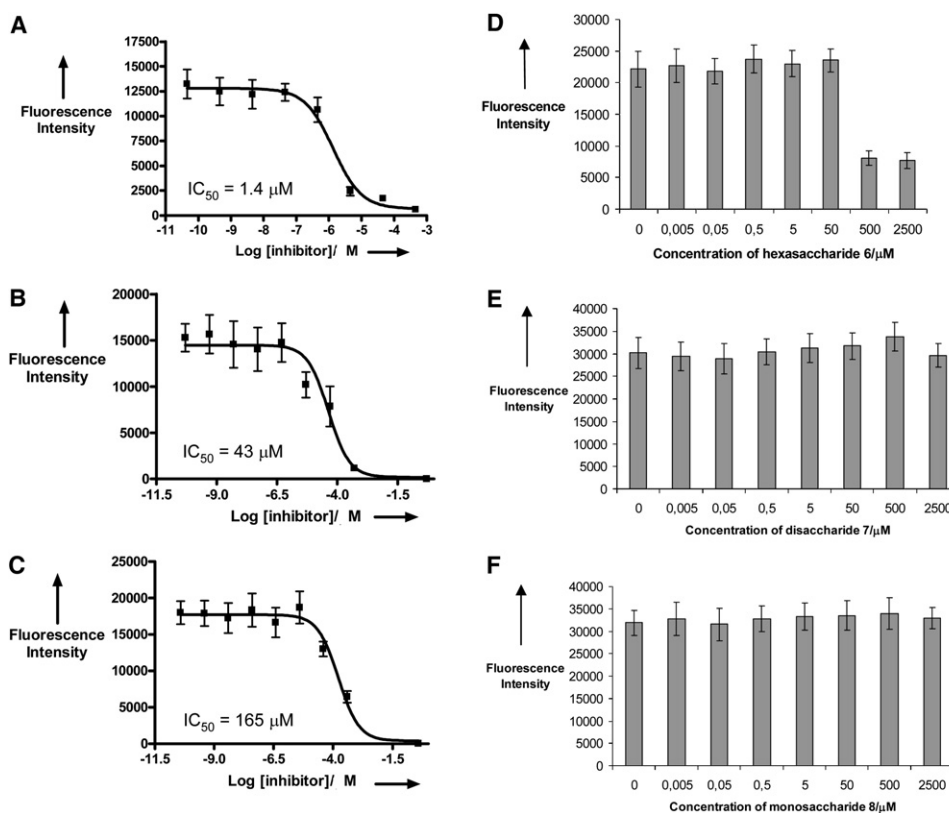 A
Fluorescence
Intensity
17500
15000
12500
10000
7500
5000
2500
0
IC50 = 1.4 μM
-11 -10 -9 -8 -7 -6 -5 -4 -3
Log [inhibitor]/ M
B
Fluorescence
Intensity
20000
15000
10000
5000
0
IC50 = 43 μM
-11.5 -9.0 -6.5 -4.0 -1.5
Log [inhibitor]/ M
C
Fluorescence
Intensity
25000
20000
15000
10000
5000
0
IC50 = 165 μM
-11.5 -9.0 -6.5 -4.0 -1.5
Log [inhibitor]/ M
D
Fluorescence
Intensity
30000
25000
20000
15000
10000
5000
0
0 0,005 0,05 0,5 5 50 500 2500
Concentration of hexasaccharide 6/μM
E
Fluorescence
Intensity
40000
35000
30000
25000
20000
15000
10000
5000
0
0 0,005 0,05 0,5 5 50 500 2500
Concentration of disaccharide 7/μM
F
Fluorescence
Intensity
40000
35000
30000
25000
20000
15000
10000
5000
0
0 0,005 0,05 0,5 5 50 500 2500
Concentration of monosaccharide 8/μM